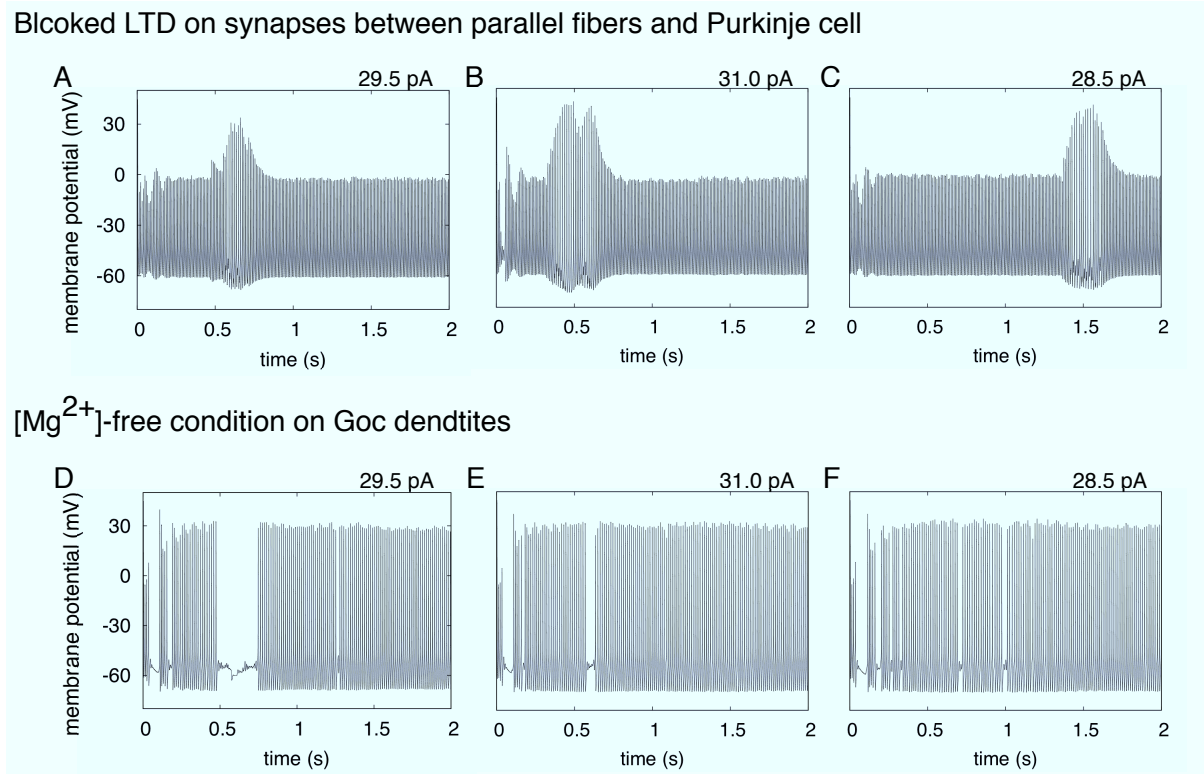 Blcoked LTD on synapses between parallel fibers and Purkinje cell
A 29.5 pA
B 31.0 pA
C 28.5 pA
membrane potential (mV)
30
0
-30
-60
0 0.5 1 1.5 2
0 0.5 1 1.5 2
0 0.5 1 1.5 2
time (s)
time (s)
time (s)
[Mg2+]-free condition on Goc dendtites
D 29.5 pA
E 31.0 pA
F 28.5 pA
membrane potential (mV)
30
0
-30
-60
0 0.5 1 1.5 2
0 0.5 1 1.5 2
0 0.5 1 1.5 2
time (s)
time (s)
time (s)